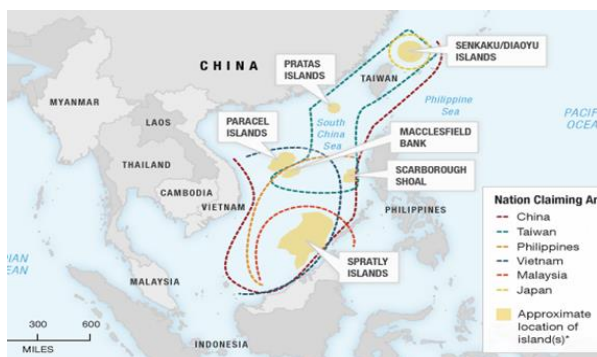 CHINA
PRATAS
ISLANDS
SENKAKU/DIAOYU
ISLANDS
TAIWAN
MYANMAR
Philippine
Sea
PACIF
OCEA
LAOS
PARACEL
ISLANDS
South
China
Sea
MACCLESFIELD
BANK
THAILAND
SCARBOROUGH
SHOAL
CAMBODIA
VIETNAM
PHILIPPINES
Nation Claiming Ar
China
Taiwan
Philippines
Vietnam
Malaysia
Japan
Approximate
location of
island(s)*
DIAN
EAN
SPRATLY
ISLANDS
MALAYSIA
300
600
MILES
INDONESIA